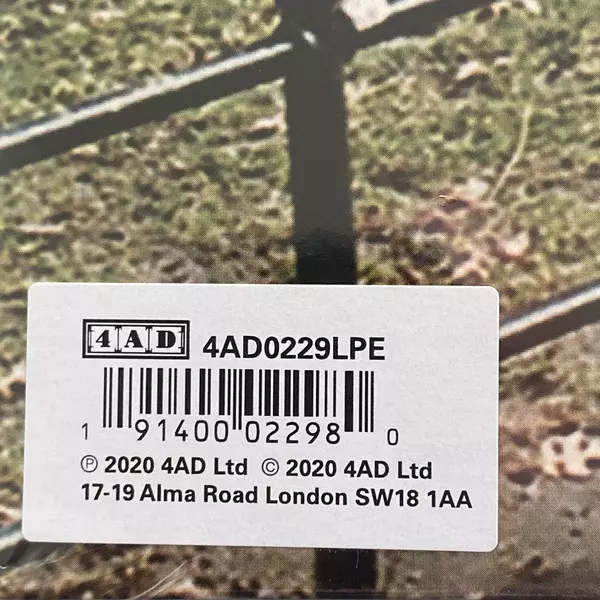 4AD 4AD0229LPE
1 91400 02298 0
℗ 2020 4AD Ltd © 2020 4AD Ltd
17-19 Alma Road London SW18 1AA